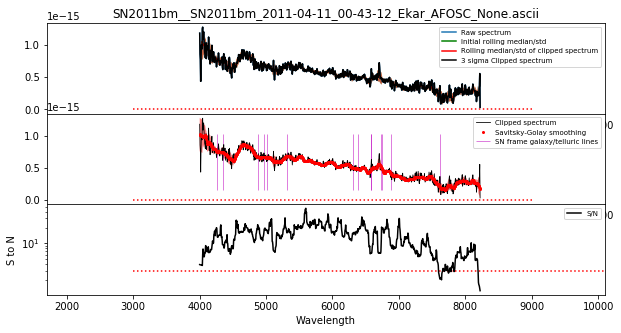 SN2011bm__SN2011bm_2011-04-11_00-43-12_Ekar_AFOSC_None.ascii
1e−15
Raw spectrum
Initial rolling median/std
Rolling median/std of clipped spectrum
3 sigma Clipped spectrum
1.0
0.5
0.0
1e−15
Clipped spectrum
Savitsky-Golay smoothing
SN frame galaxy/telluric lines
1.0
0.5
0.0
S/N
10¹
S to N
2000 3000 4000 5000 6000 7000 8000 9000 10000
Wavelength